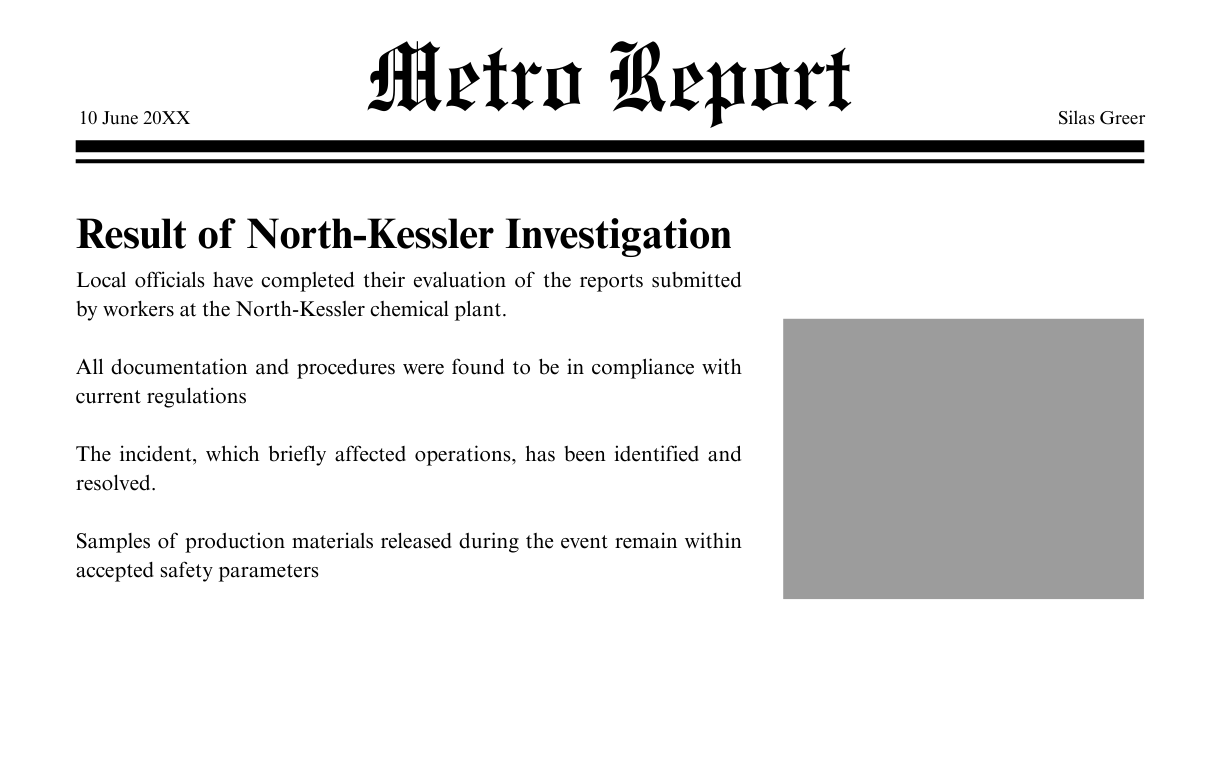 Metro Report
10 June 20XX
Silas Greer
Result of North-Kessler Investigation
Local officials have completed their evaluation of the reports submitted
by workers at the North-Kessler chemical plant.
All documentation and procedures were found to be in compliance with
current regulations
The incident, which briefly affected operations, has been identified and
resolved.
Samples of production materials released during the event remain within
accepted safety parameters